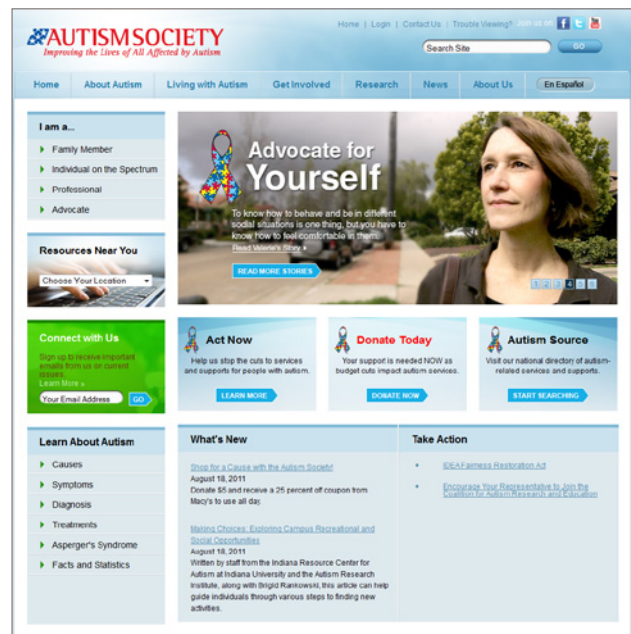 Home | Login | Contact Us | Trouble Viewing? Join us on
AUTISM SOCIETY
Improving the Lives of All Affected by Autism
Search Site GO
Home About Autism Living with Autism Get Involved Research News About Us En Español
I am a...
Family Member
Individual on the Spectrum
Professional
Advocate
Resources Near You
Choose Your Location
Advocate for
Yourself
To know how to behave and be in different
social situations is one thing, but you have to
know how to feel comfortable in them.
Read Valerie's Story
READ MORE STORIES
1 2 3 4 5 6
Connect with Us
Sign up to receive important
emails from us on current
issues.
Learn More »
Your Email Address GO
Act Now
Help us stop the cuts to services
and supports for people with autism.
LEARN MORE
Donate Today
Your support is needed NOW as
budget cuts impact autism services.
DONATE NOW
Autism Source
Visit our national directory of autism-
related services and supports.
START SEARCHING
Learn About Autism
Causes
Symptoms
Diagnosis
Treatments
Asperger's Syndrome
Facts and Statistics
What's New
Shop for a Cause with the Autism Society!
August 18, 2011
Donate $5 and receive a 25 percent of coupon from
Macy's to use all day.
Making Choices: Exploring Campus Recreational and
Social Opportunities
August 18, 2011
Written by staff from the Indiana Resource Center for
Autism at Indiana University and the Autism Research
Institute, along with Brigid Rankowski, this article can help
guide individuals through various steps to finding new
activities.
Take Action
IDEA Fairness Restoration Act
Encourage Your Representative to Join the
Coalition for Autism Research and Education